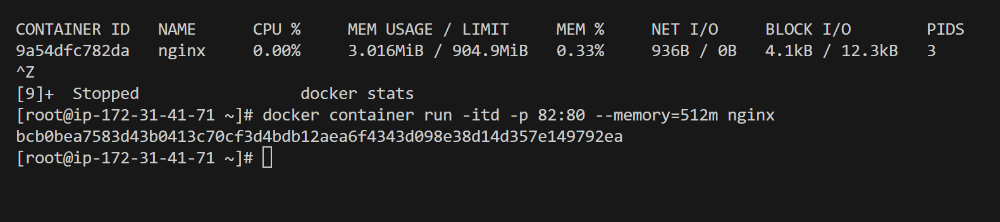 CONTAINER ID   NAME      CPU %     MEM USAGE / LIMIT     MEM %     NET I/O     BLOCK I/O       PIDS
9a54dfc782da   nginx     0.00%     3.016MiB / 904.9MiB   0.33%     936B / 0B   4.1kB / 12.3kB   3
^Z
[9]+  Stopped                 docker stats
[root@ip-172-31-41-71 ~]# docker container run -itd -p 82:80 --memory=512m nginx
bcb0bea7583d43b0413c70cf3d4bdb12aea6f4343d098e38d14d357e149792ea
[root@ip-172-31-41-71 ~]#